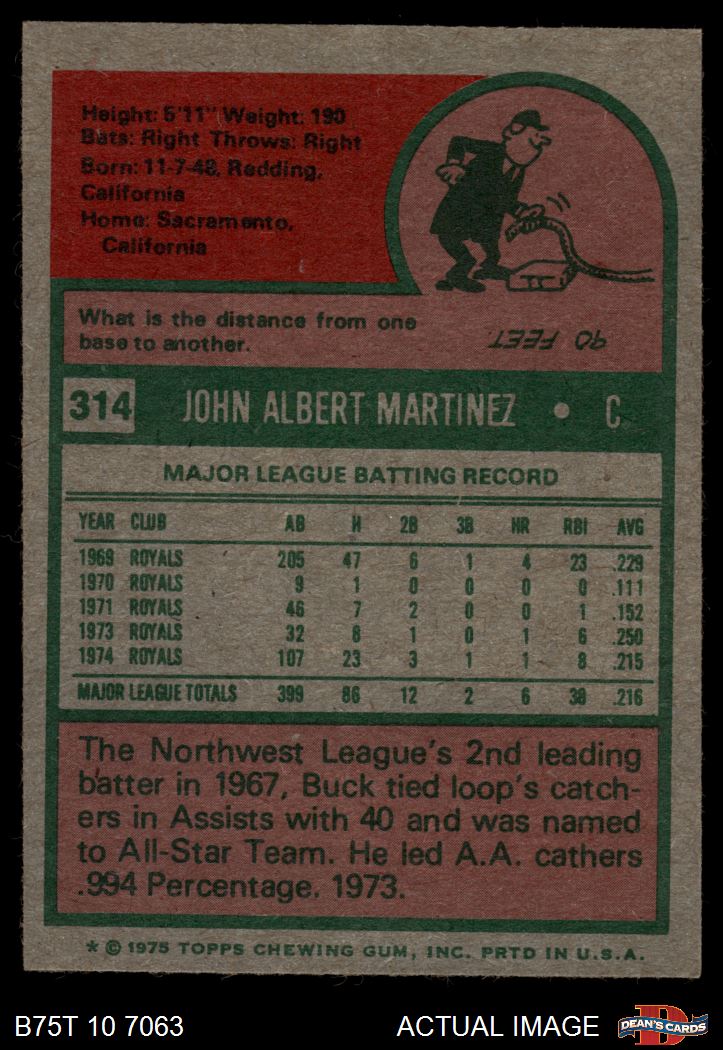 Height: 5'11" Weight: 190
Bats: Right Throws: Right
Born: 11-7-48, Redding,
California
Home: Sacramento,
California
What is the distance from one
base to another.
90 FEET.
314 JOHN ALBERT MARTINEZ • C
MAJOR LEAGUE BATTING RECORD
YEAR CLUB AB H 2B 3B HR RBI AVG
1969 ROYALS 205 47 6 1 4 23 .229
1970 ROYALS 9 1 0 0 0 0 .111
1971 ROYALS 46 7 2 0 0 1 .152
1973 ROYALS 32 8 1 0 1 6 .250
1974 ROYALS 107 23 3 1 1 8 .215
MAJOR LEAGUE TOTALS 399 86 12 2 6 38 .216
The Northwest League's 2nd leading
batter in 1967, Buck tied loop's catch-
ers in Assists with 40 and was named
to All-Star Team. He led A.A. cathers
.994 Percentage. 1973.
* © 1975 TOPPS CHEWING GUM, INC. PRTD IN U.S.A.
B75T 10 7063 ACTUAL IMAGE D DEAN'S CARDS